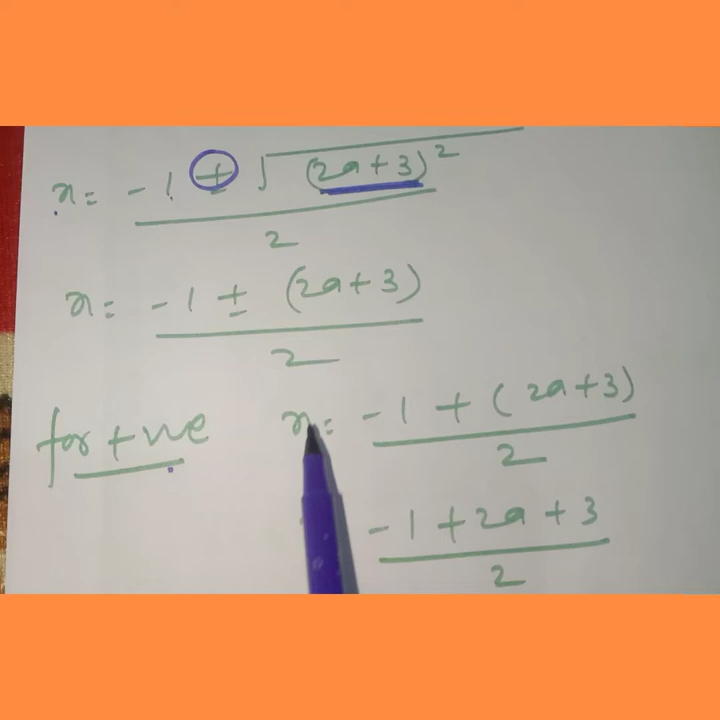 x = -1 ± √(2a+3)²
2
x = -1 ± (2a+3)
2
for +ve x = -1 + (2a+3)
2
-1 + 2a + 3
2